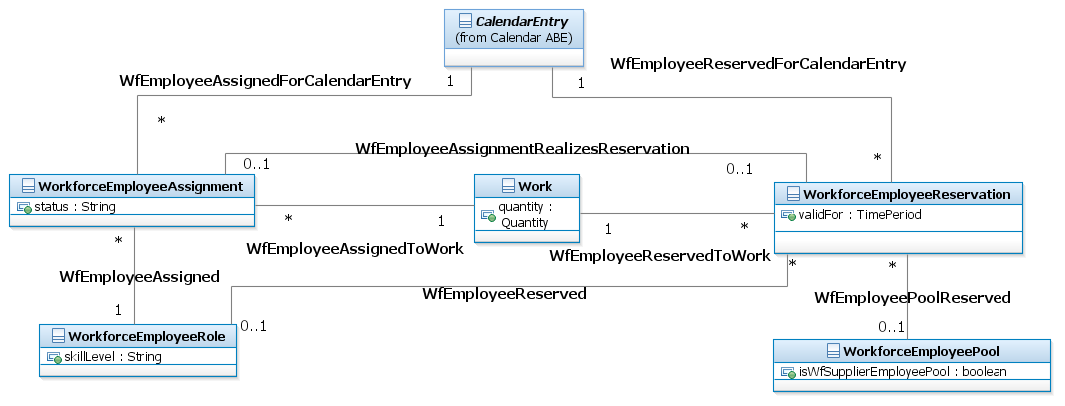 CalendarEntry
(from Calendar ABE)
WfEmployeeAssignedForCalendarEntry
1
1
WfEmployeeReservedForCalendarEntry
*
*
WfEmployeeAssignmentRealizesReservation
0..1
0..1
WorkforceEmployeeAssignment
status : String
Work
quantity :
Quantity
WorkforceEmployeeReservation
validFor : TimePeriod
*
1
1
*
WfEmployeeAssignedToWork
WfEmployeeReservedToWork
*
WfEmployeeAssigned
1
*
*
WfEmployeeReserved
0..1
WfEmployeePoolReserved
0..1
WorkforceEmployeeRole
skillLevel : String
WorkforceEmployeePool
isWfSupplierEmployeePool : boolean